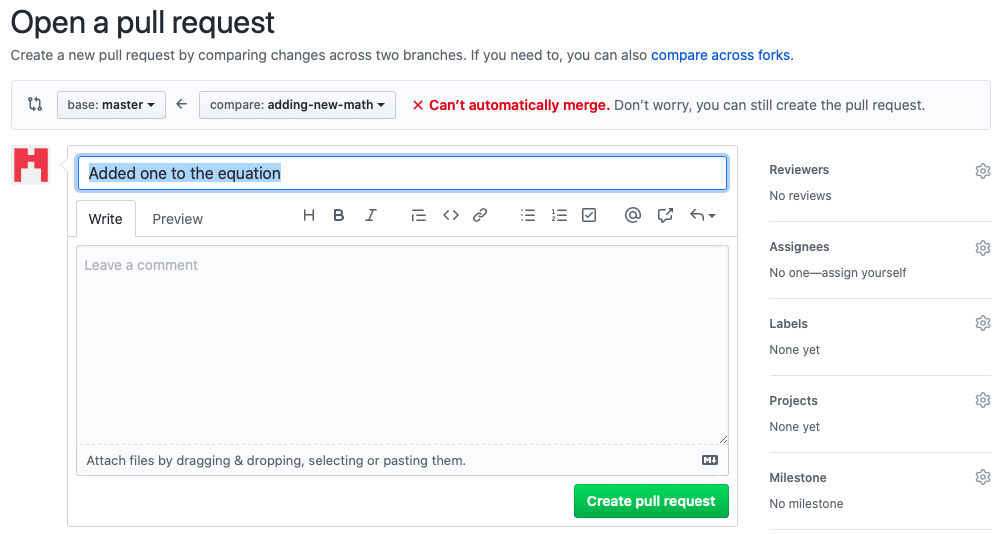 Open a pull request
Create a new pull request by comparing changes across two branches. If you need to, you can also compare across forks.
base: master
compare: adding-new-math
Can’t automatically merge. Don’t worry, you can still create the pull request.
Added one to the equation
Write
Preview
Leave a comment
Attach files by dragging & dropping, selecting or pasting them.
Create pull request
Reviewers
No reviews
Assignees
No one—assign yourself
Labels
None yet
Projects
None yet
Milestone
No milestone